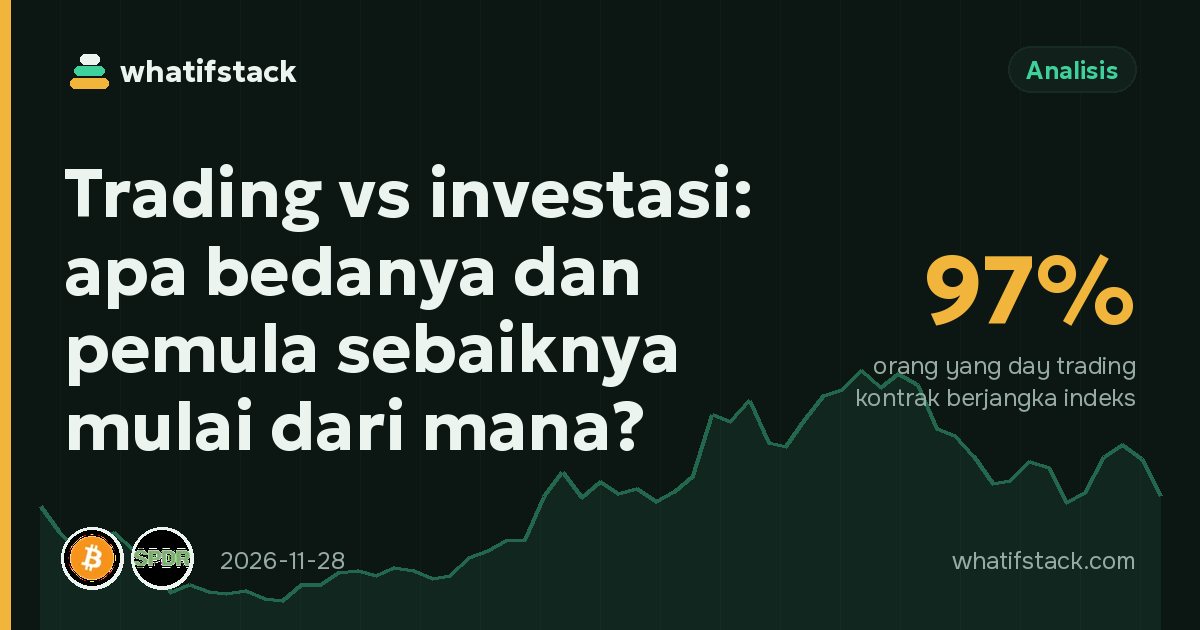 whatifstack
Analisis
Trading vs investasi:
apa bedanya dan
pemula sebaiknya
mulai dari mana?
97%
orang yang day trading
kontrak berjangka indeks
SPDR
2026-11-28
whatifstack.com